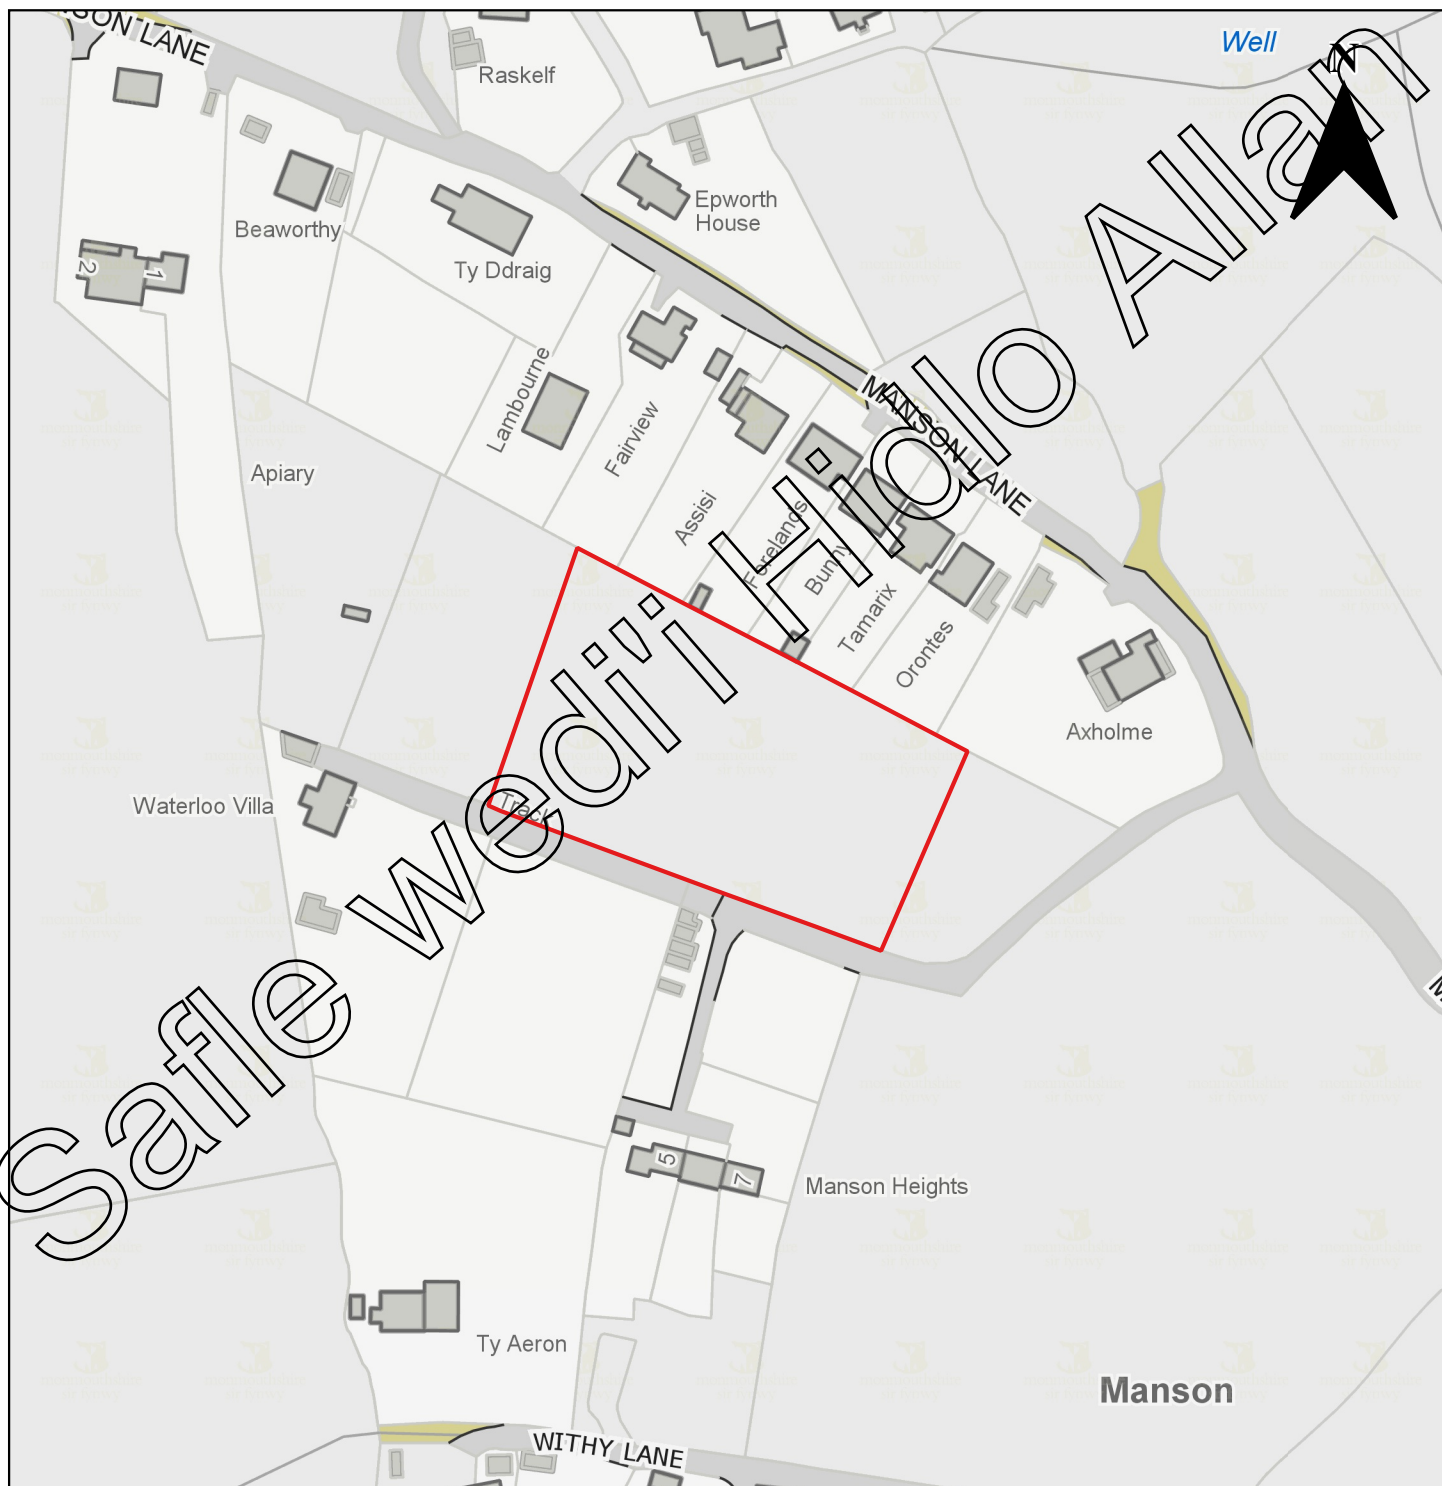 SON LANE
Raskelf
Well
N
Epworth
House
Beaworthy
Ty Ddraig
2
1
Lambourne
Fairview
MANSON LANE
Assisi
Forelands
Bunny
Tamarix
Orontes
Apiary
Axholme
Waterloo Villa
Track
Safle wedi'i Hidlo Allan
5
7
Manson Heights
Ty Aeron
Manson
WITHY LANE